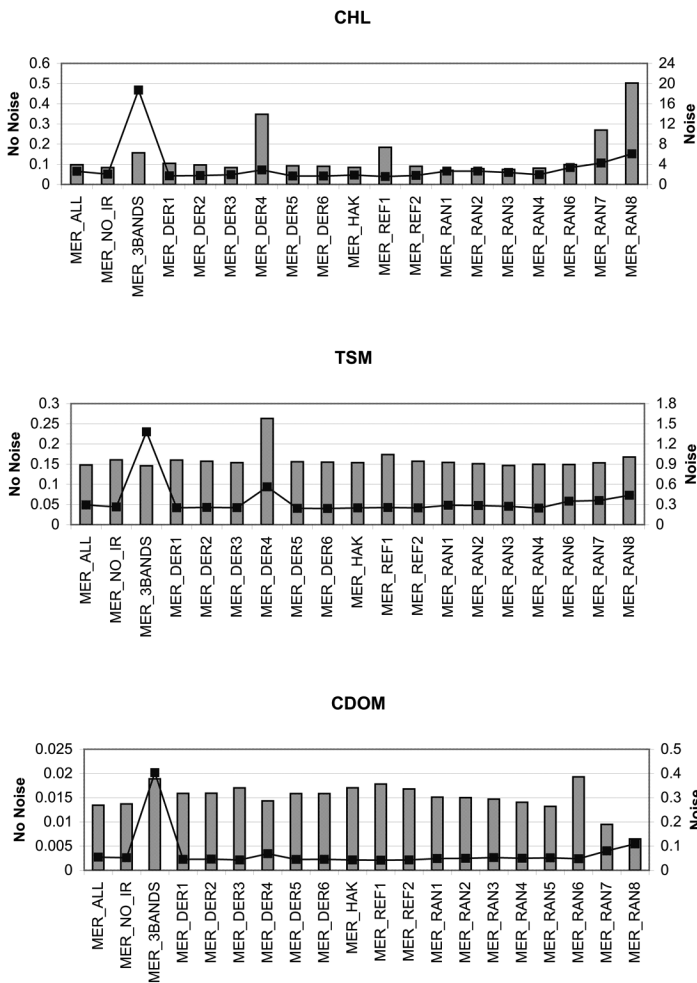 CHL
No Noise
0.6
0.5
0.4
0.3
0.2
0.1
0
24
20
16
12
8
4
0
Noise
MER_ALL
MER_NO_IR
MER_3BANDS
MER_DER1
MER_DER2
MER_DER3
MER_DER4
MER_DER5
MER_DER6
MER_HAK
MER_REF1
MER_REF2
MER_RAN1
MER_RAN2
MER_RAN3
MER_RAN4
MER_RAN6
MER_RAN7
MER_RAN8
TSM
No Noise
0.3
0.25
0.2
0.15
0.1
0.05
0
1.8
1.5
1.2
0.9
0.6
0.3
0
Noise
MER_ALL
MER_NO_IR
MER_3BANDS
MER_DER1
MER_DER2
MER_DER3
MER_DER4
MER_DER5
MER_DER6
MER_HAK
MER_REF1
MER_REF2
MER_RAN1
MER_RAN2
MER_RAN3
MER_RAN4
MER_RAN6
MER_RAN7
MER_RAN8
CDOM
No Noise
0.025
0.02
0.015
0.01
0.005
0
0.5
0.4
0.3
0.2
0.1
0
Noise
MER_ALL
MER_NO_IR
MER_3BANDS
MER_DER1
MER_DER2
MER_DER3
MER_DER4
MER_DER5
MER_DER6
MER_HAK
MER_REF1
MER_REF2
MER_RAN1
MER_RAN2
MER_RAN3
MER_RAN4
MER_RAN5
MER_RAN6
MER_RAN7
MER_RAN8